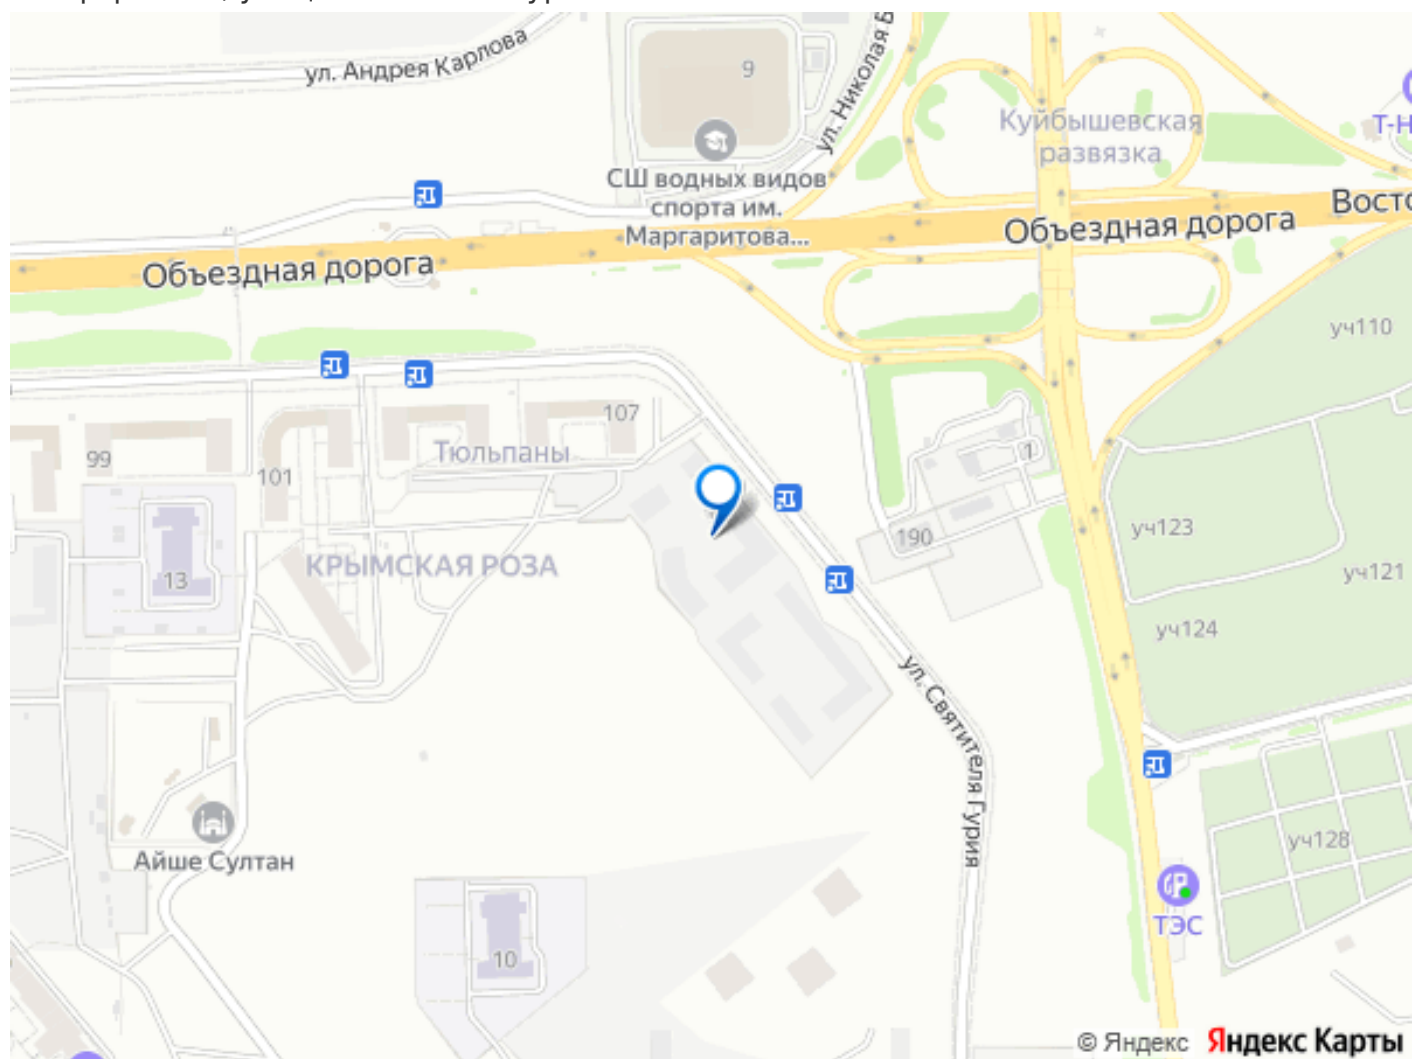 ул. Андрея Карлова
9
ул. Николая Б
Куйбышевская
развязка
Т-Н
СШ водных видов
спорта им.
Маргаритова...
Восто
Объездная дорога
Объездная дорога
уч110
107
Тюльпаны
99
101
1
190
уч123
КРЫМСКАЯ РОЗА
13
уч121
уч124
ул. Святителя Гурия
уч128
Айше Султан
ТЭС
10
© Яндекс Яндекс Карты